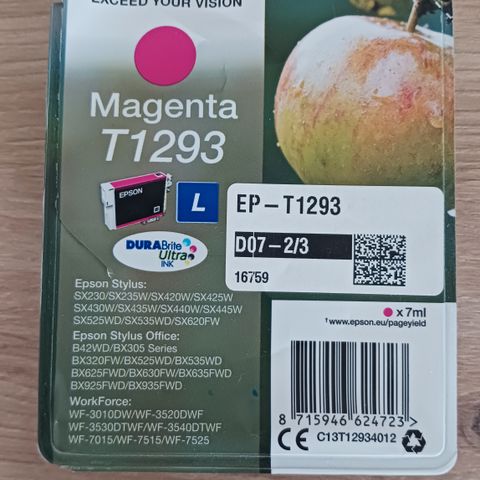 EXCEED YOUR VISION
Magenta
T1293
EPSON
L
EP-T1293
D07-2/3
16759
DURABrite
Ultra
INK
Epson Stylus:
SX230/SX235W/SX420W/SX425W
SX430W/SX435W/SX440W/SX445W
SX525WD/SX535WD/SX620FW
Epson Stylus Office:
B42WD/BX305 Series
BX320FW/BX525WD/BX535WD
BX625FWD/BX630FW/BX635FWD
BX925FWD/BX935FWD
WorkForce:
WF-3010DW/WF-3520DWF
WF-3530DTWF/WF-3540DTWF
WF-7015/WF-7515/WF-7525
x 7ml
¹www.epson.eu/pageyield
8 715946 624723 >
CE C13T12934012